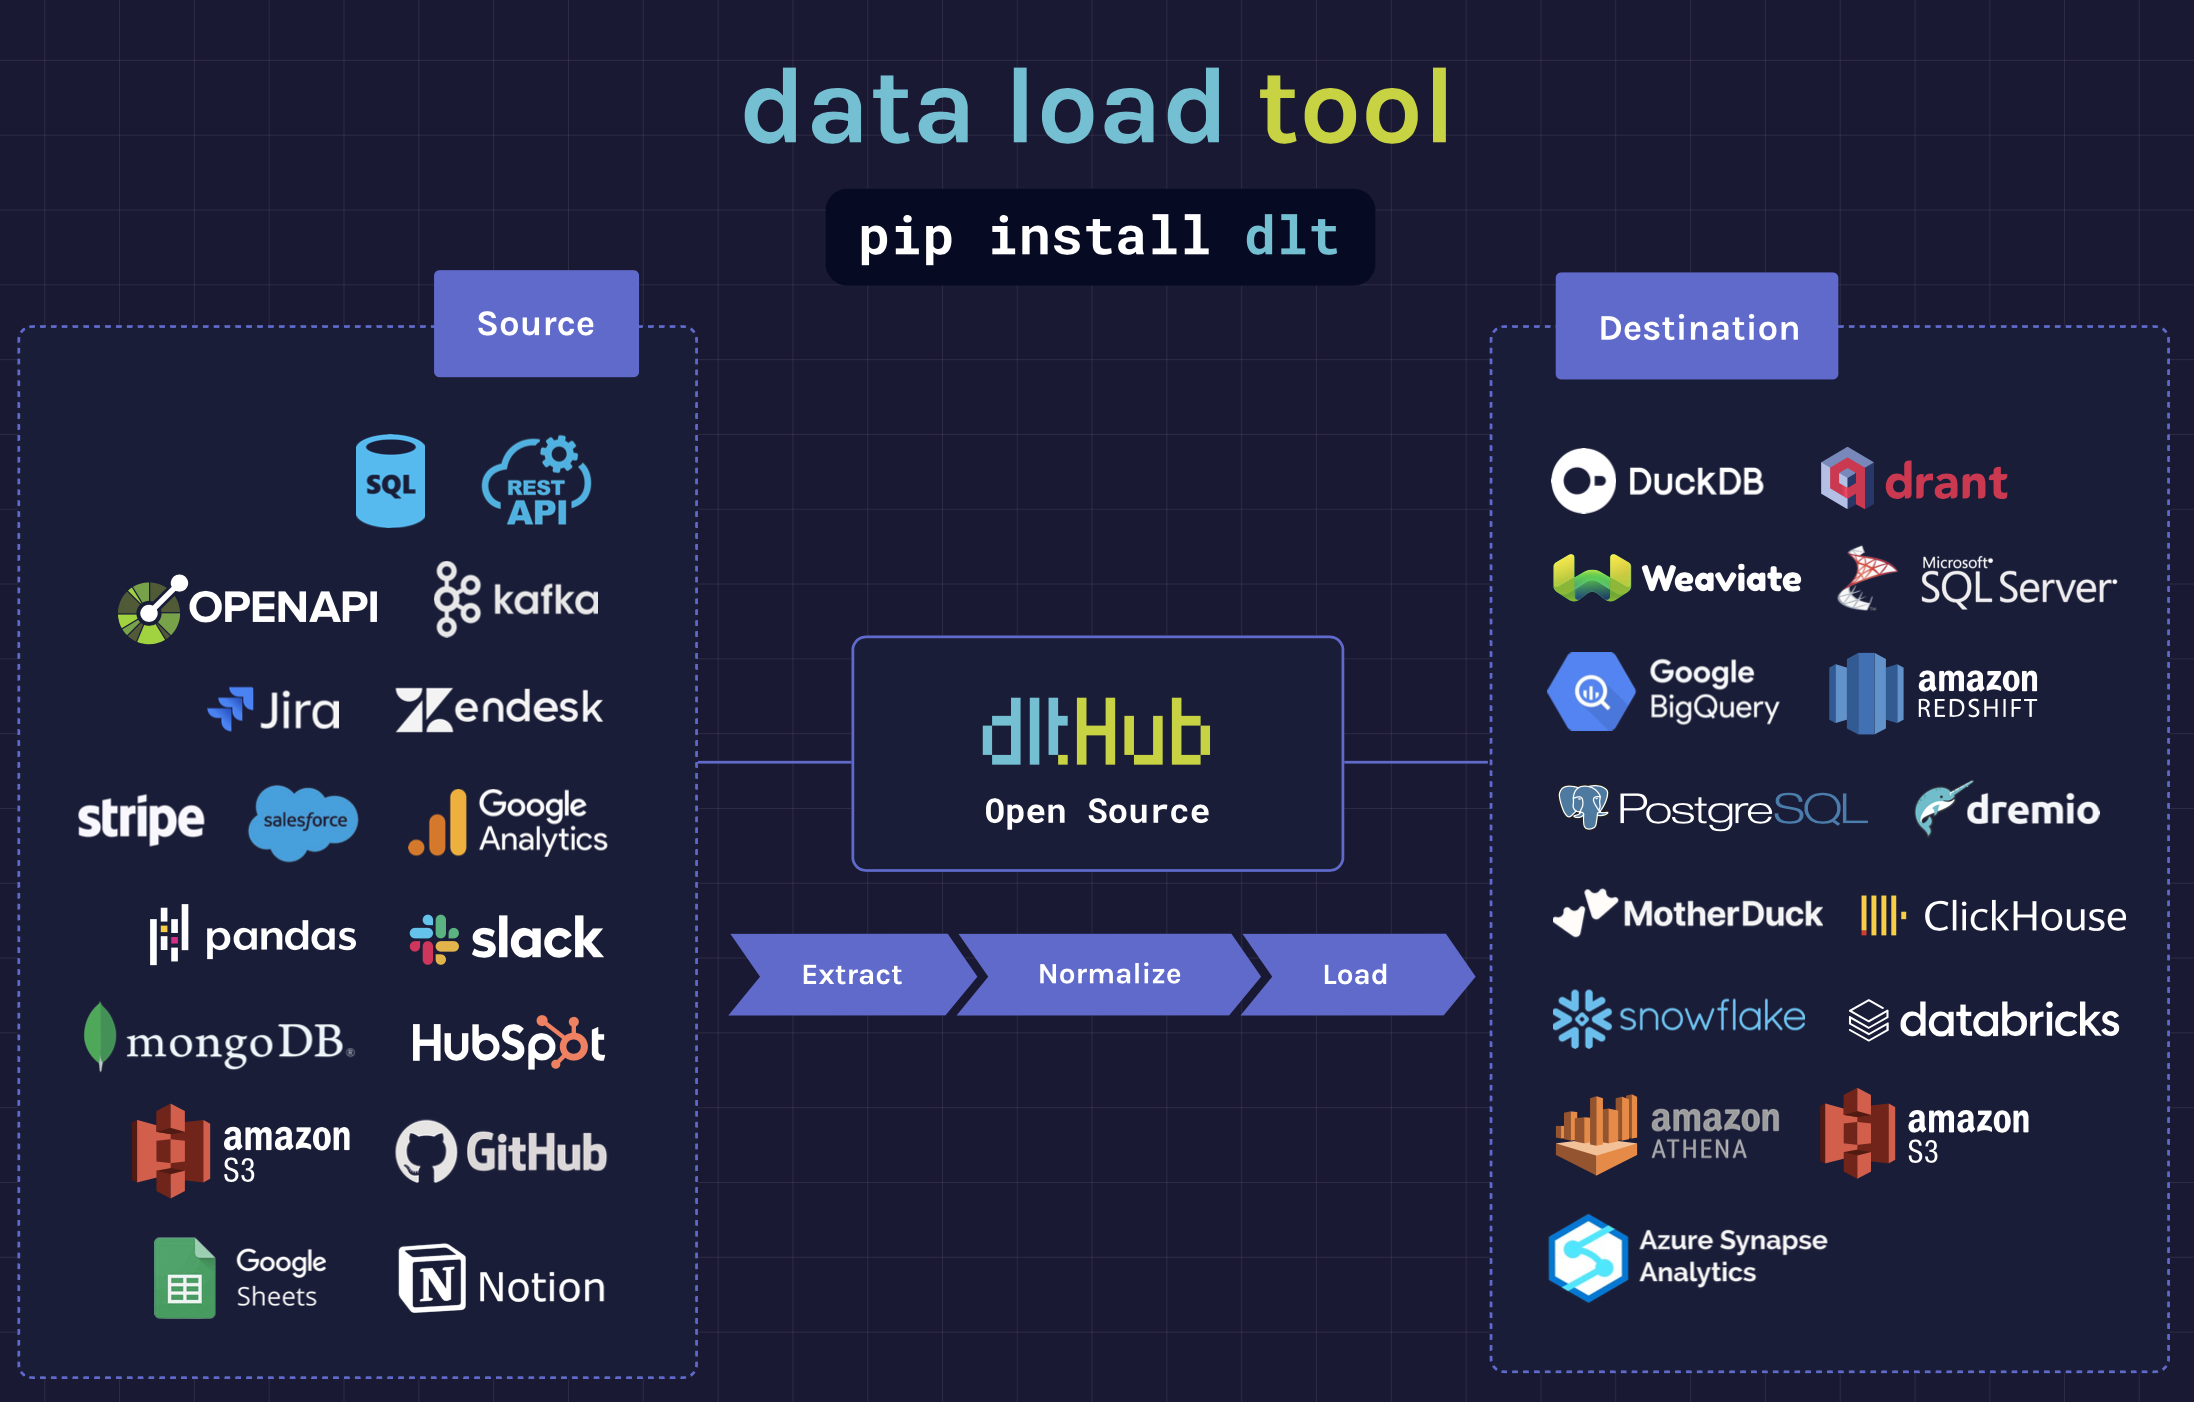 data load tool
pip install dlt
Source
SQL
REST
API
OPENAPI
kafka
Jira
zendesk
stripe
salesforce
Google
Analytics
pandas
slack
mongoDB®
HubSpot
amazon
S3
GitHub
Google
Sheets
Notion
dltHub
Open Source
Extract
Normalize
Load
Destination
DuckDB
qdrant
Weaviate
Microsoft®
SQL Server®
Google
BigQuery
amazon
REDSHIFT
PostgreSQL
dremio
MotherDuck
ClickHouse
snowflake
databricks
amazon
ATHENA
amazon
S3
Azure Synapse
Analytics